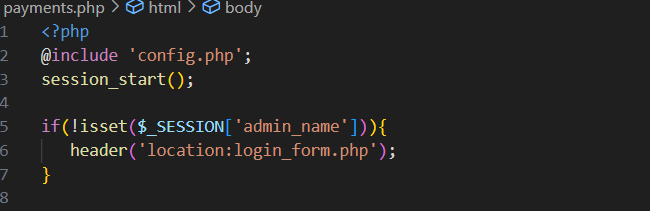 payments.php > html > body
1 <?php
2 @include 'config.php';
3 session_start();
4
5 if(!isset($_SESSION['admin_name'])){
6 header('location:login_form.php');
7 }
8